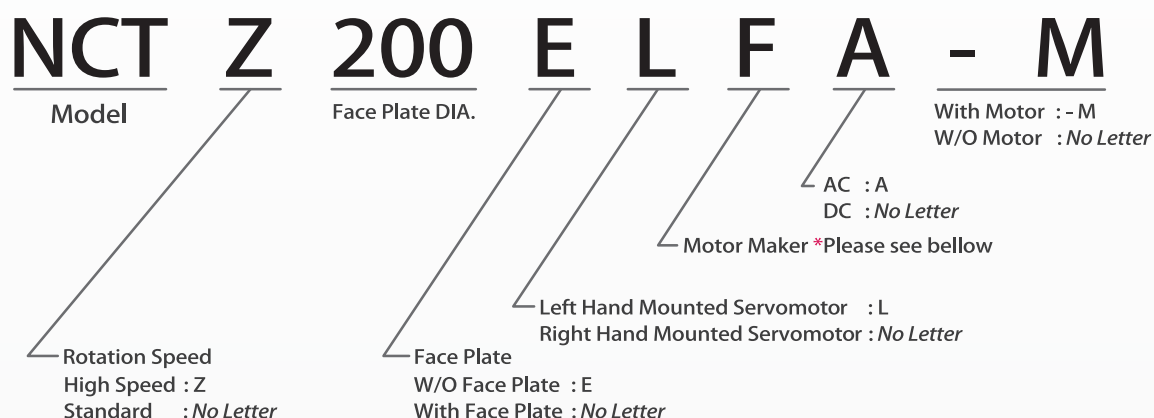 NCT Z 200 E L F A - M
Model
Face Plate DIA.
With Motor : - M
W/O Motor : No Letter
AC : A
DC : No Letter
Motor Maker *Please see bellow
Left Hand Mounted Servomotor : L
Right Hand Mounted Servomotor : No Letter
Rotation Speed
High Speed : Z
Standard : No Letter
Face Plate
W/O Face Plate : E
With Face Plate : No Letter